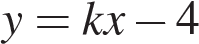 y = kx − 4